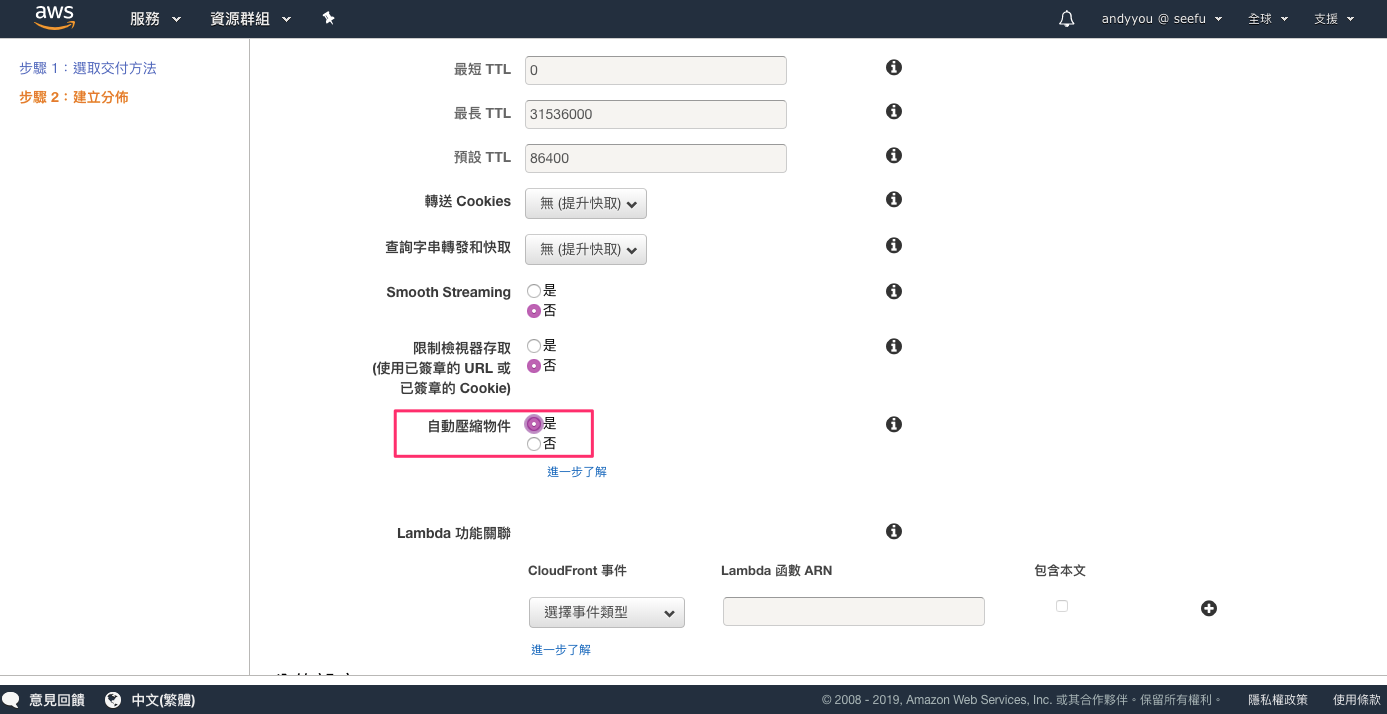 aws 服務 資源群組 andyyou @ seefu 全球 支援
步驟 1：選取交付方法
步驟 2：建立分佈
最短 TTL 0
最長 TTL 31536000
預設 TTL 86400
轉送 Cookies 無 (提升快取)
查詢字串轉發和快取 無 (提升快取)
Smooth Streaming 是
否
限制檢視器存取 是
(使用已簽章的 URL 或 否
已簽章的 Cookie)
自動壓縮物件 是
否
進一步了解
Lambda 功能關聯
CloudFront 事件 Lambda 函數 ARN 包含本文
選擇事件類型
進一步了解
意見回饋 中文(繁體) © 2008 - 2019, Amazon Web Services, Inc. 或其合作夥伴。保留所有權利。 隱私權政策 使用條款